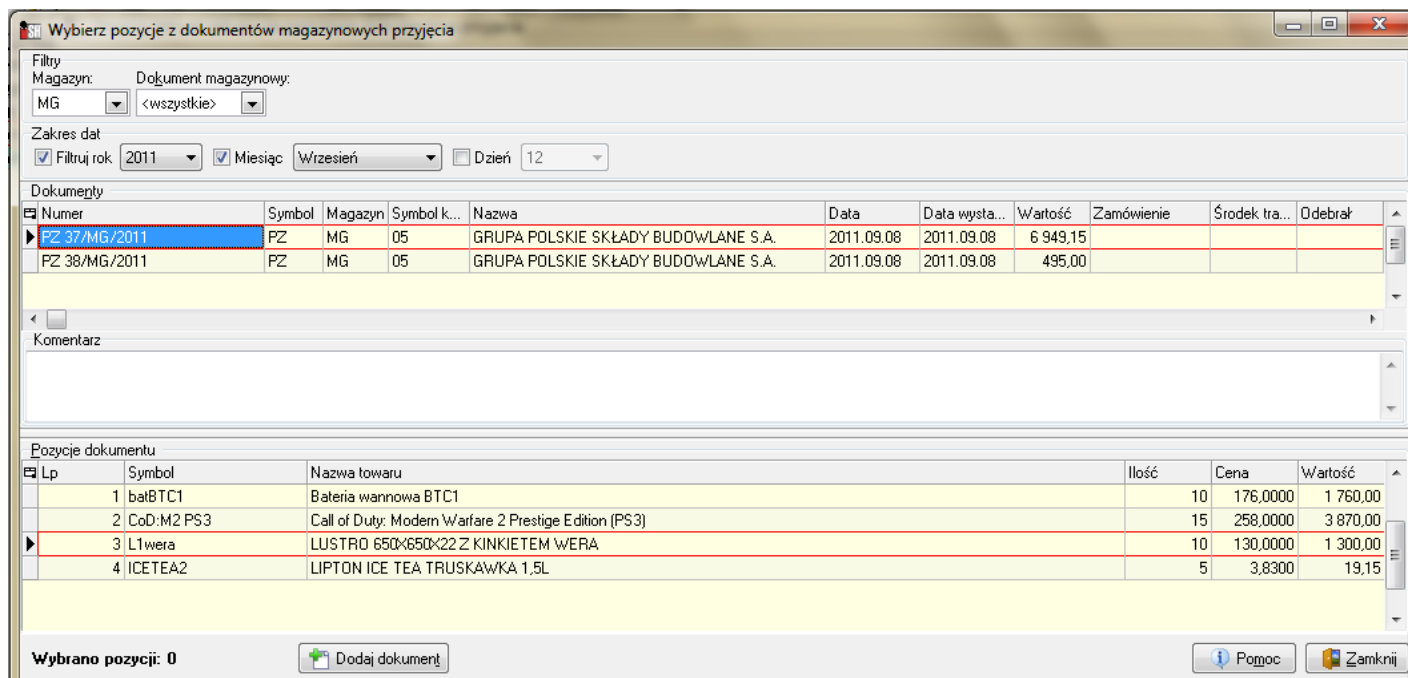 Wybierz pozycje z dokumentów magazynowych przyjęcia
Filtry
Magazyn: Dokument magazynowy:
MG <wszystkie>
Zakres dat
Filtruj rok 2011 Miesiąc Wrzesień Dzień 12
Dokumenty
Numer Symbol Magazyn Symbol k... Nazwa Data Data wysta... Wartość Zamówienie Środek tra... Odebrał
PZ 37/MG/2011 PZ MG 05 GRUPA POLSKIE SKŁADY BUDOWLANE S.A. 2011.09.08 2011.09.08 6 949,15
PZ 38/MG/2011 PZ MG 05 GRUPA POLSKIE SKŁADY BUDOWLANE S.A. 2011.09.08 2011.09.08 495,00
Komentarz
Pozycje dokumentu
Lp Symbol Nazwa towaru Ilość Cena Wartość
1 batBTC1 Bateria wannowa BTC1 10 176,0000 1 760,00
2 CoD:M2 PS3 Call of Duty: Modern Warfare 2 Prestige Edition (PS3) 15 258,0000 3 870,00
3 L1wera LUSTRO 650X650X22 Z KINKIETEM WERA 10 130,0000 1 300,00
4 ICETEA2 LIPTON ICE TEA TRUSKAWKA 1,5L 5 3,8300 19,15
Wybrano pozycji: 0 Dodaj dokument Pomoc Zamknij